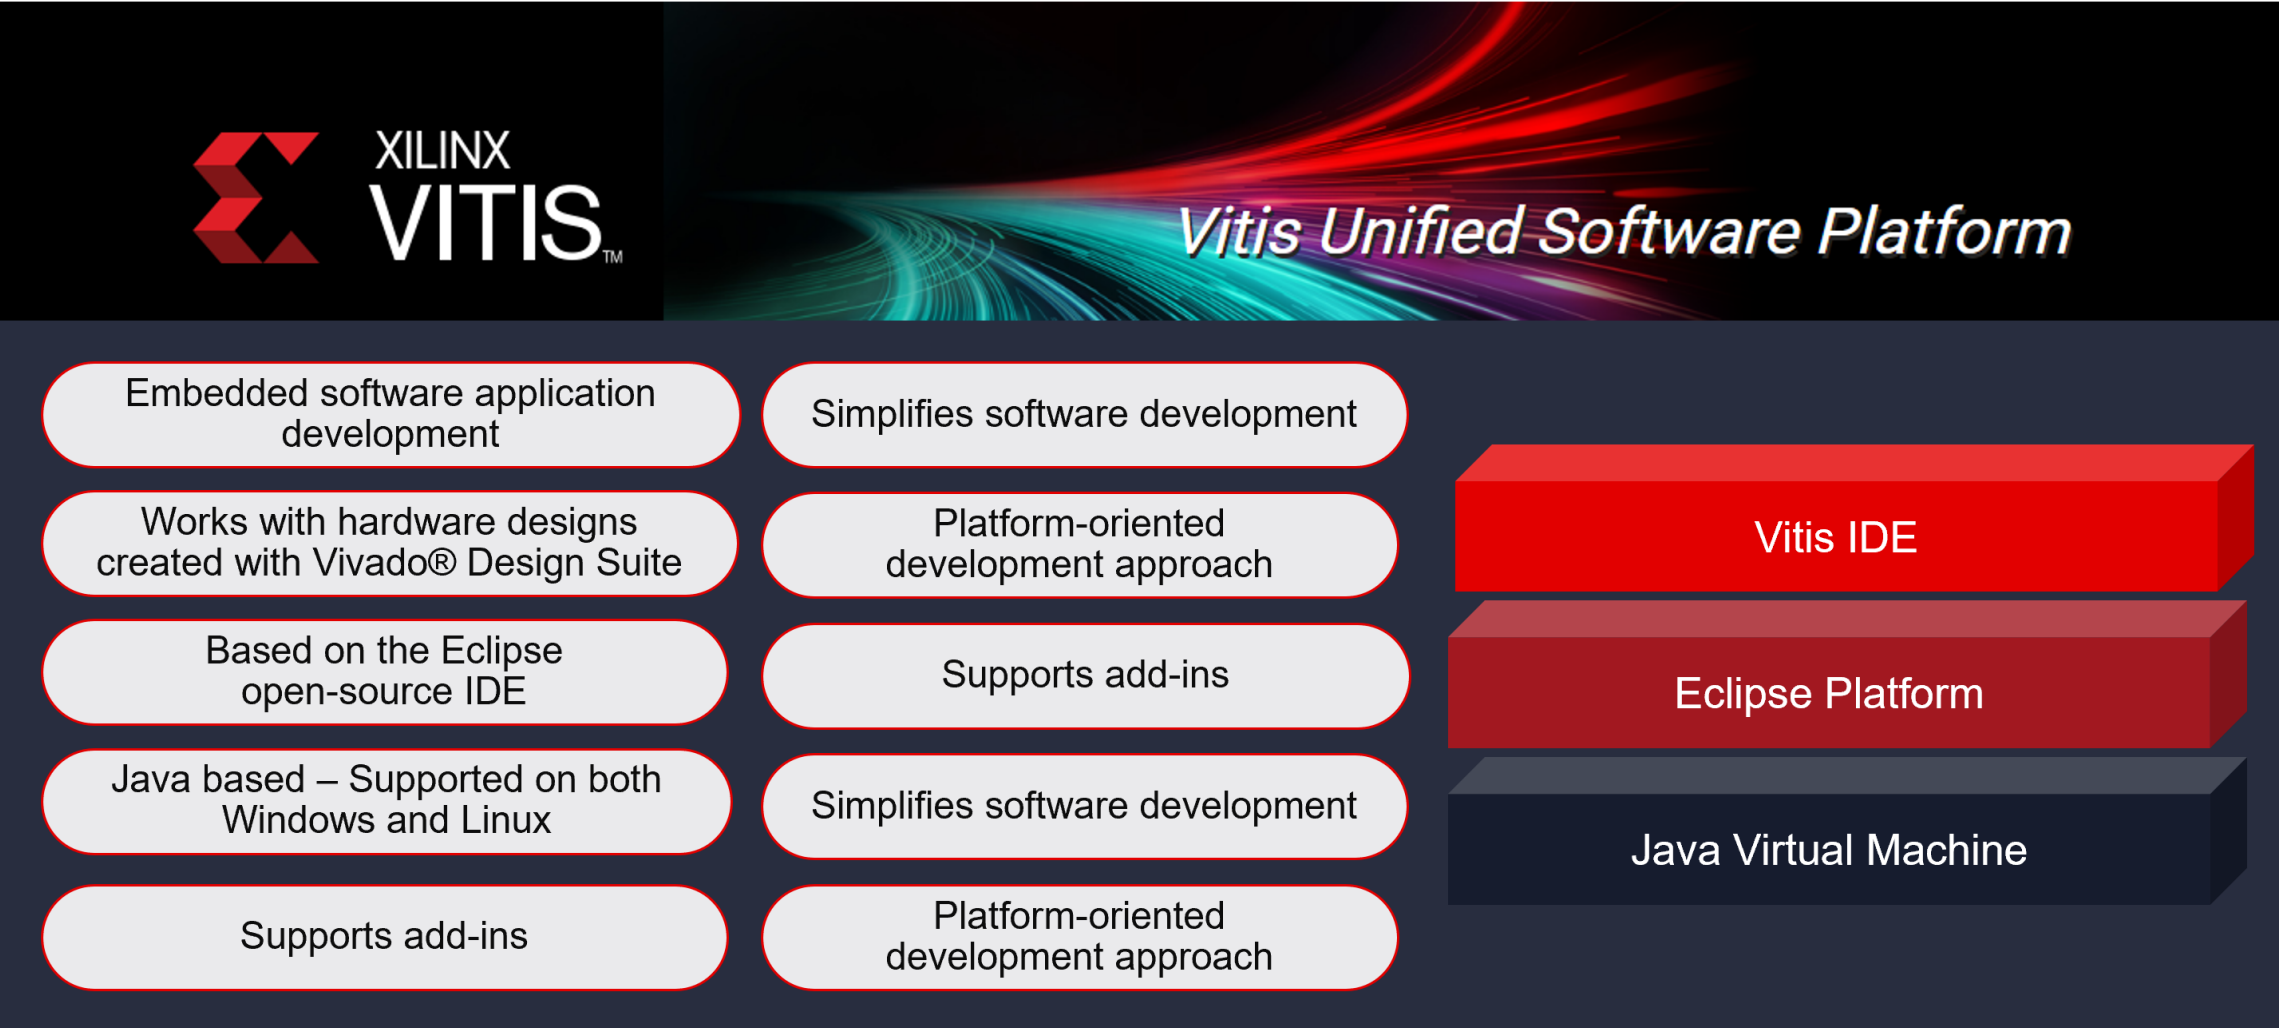 XILINX
VITIS™
Vitis Unified Software Platform
Embedded software application
development
Works with hardware designs
created with Vivado® Design Suite
Based on the Eclipse
open-source IDE
Java based – Supported on both
Windows and Linux
Supports add-ins
Simplifies software development
Platform-oriented
development approach
Supports add-ins
Simplifies software development
Platform-oriented
development approach
Vitis IDE
Eclipse Platform
Java Virtual Machine